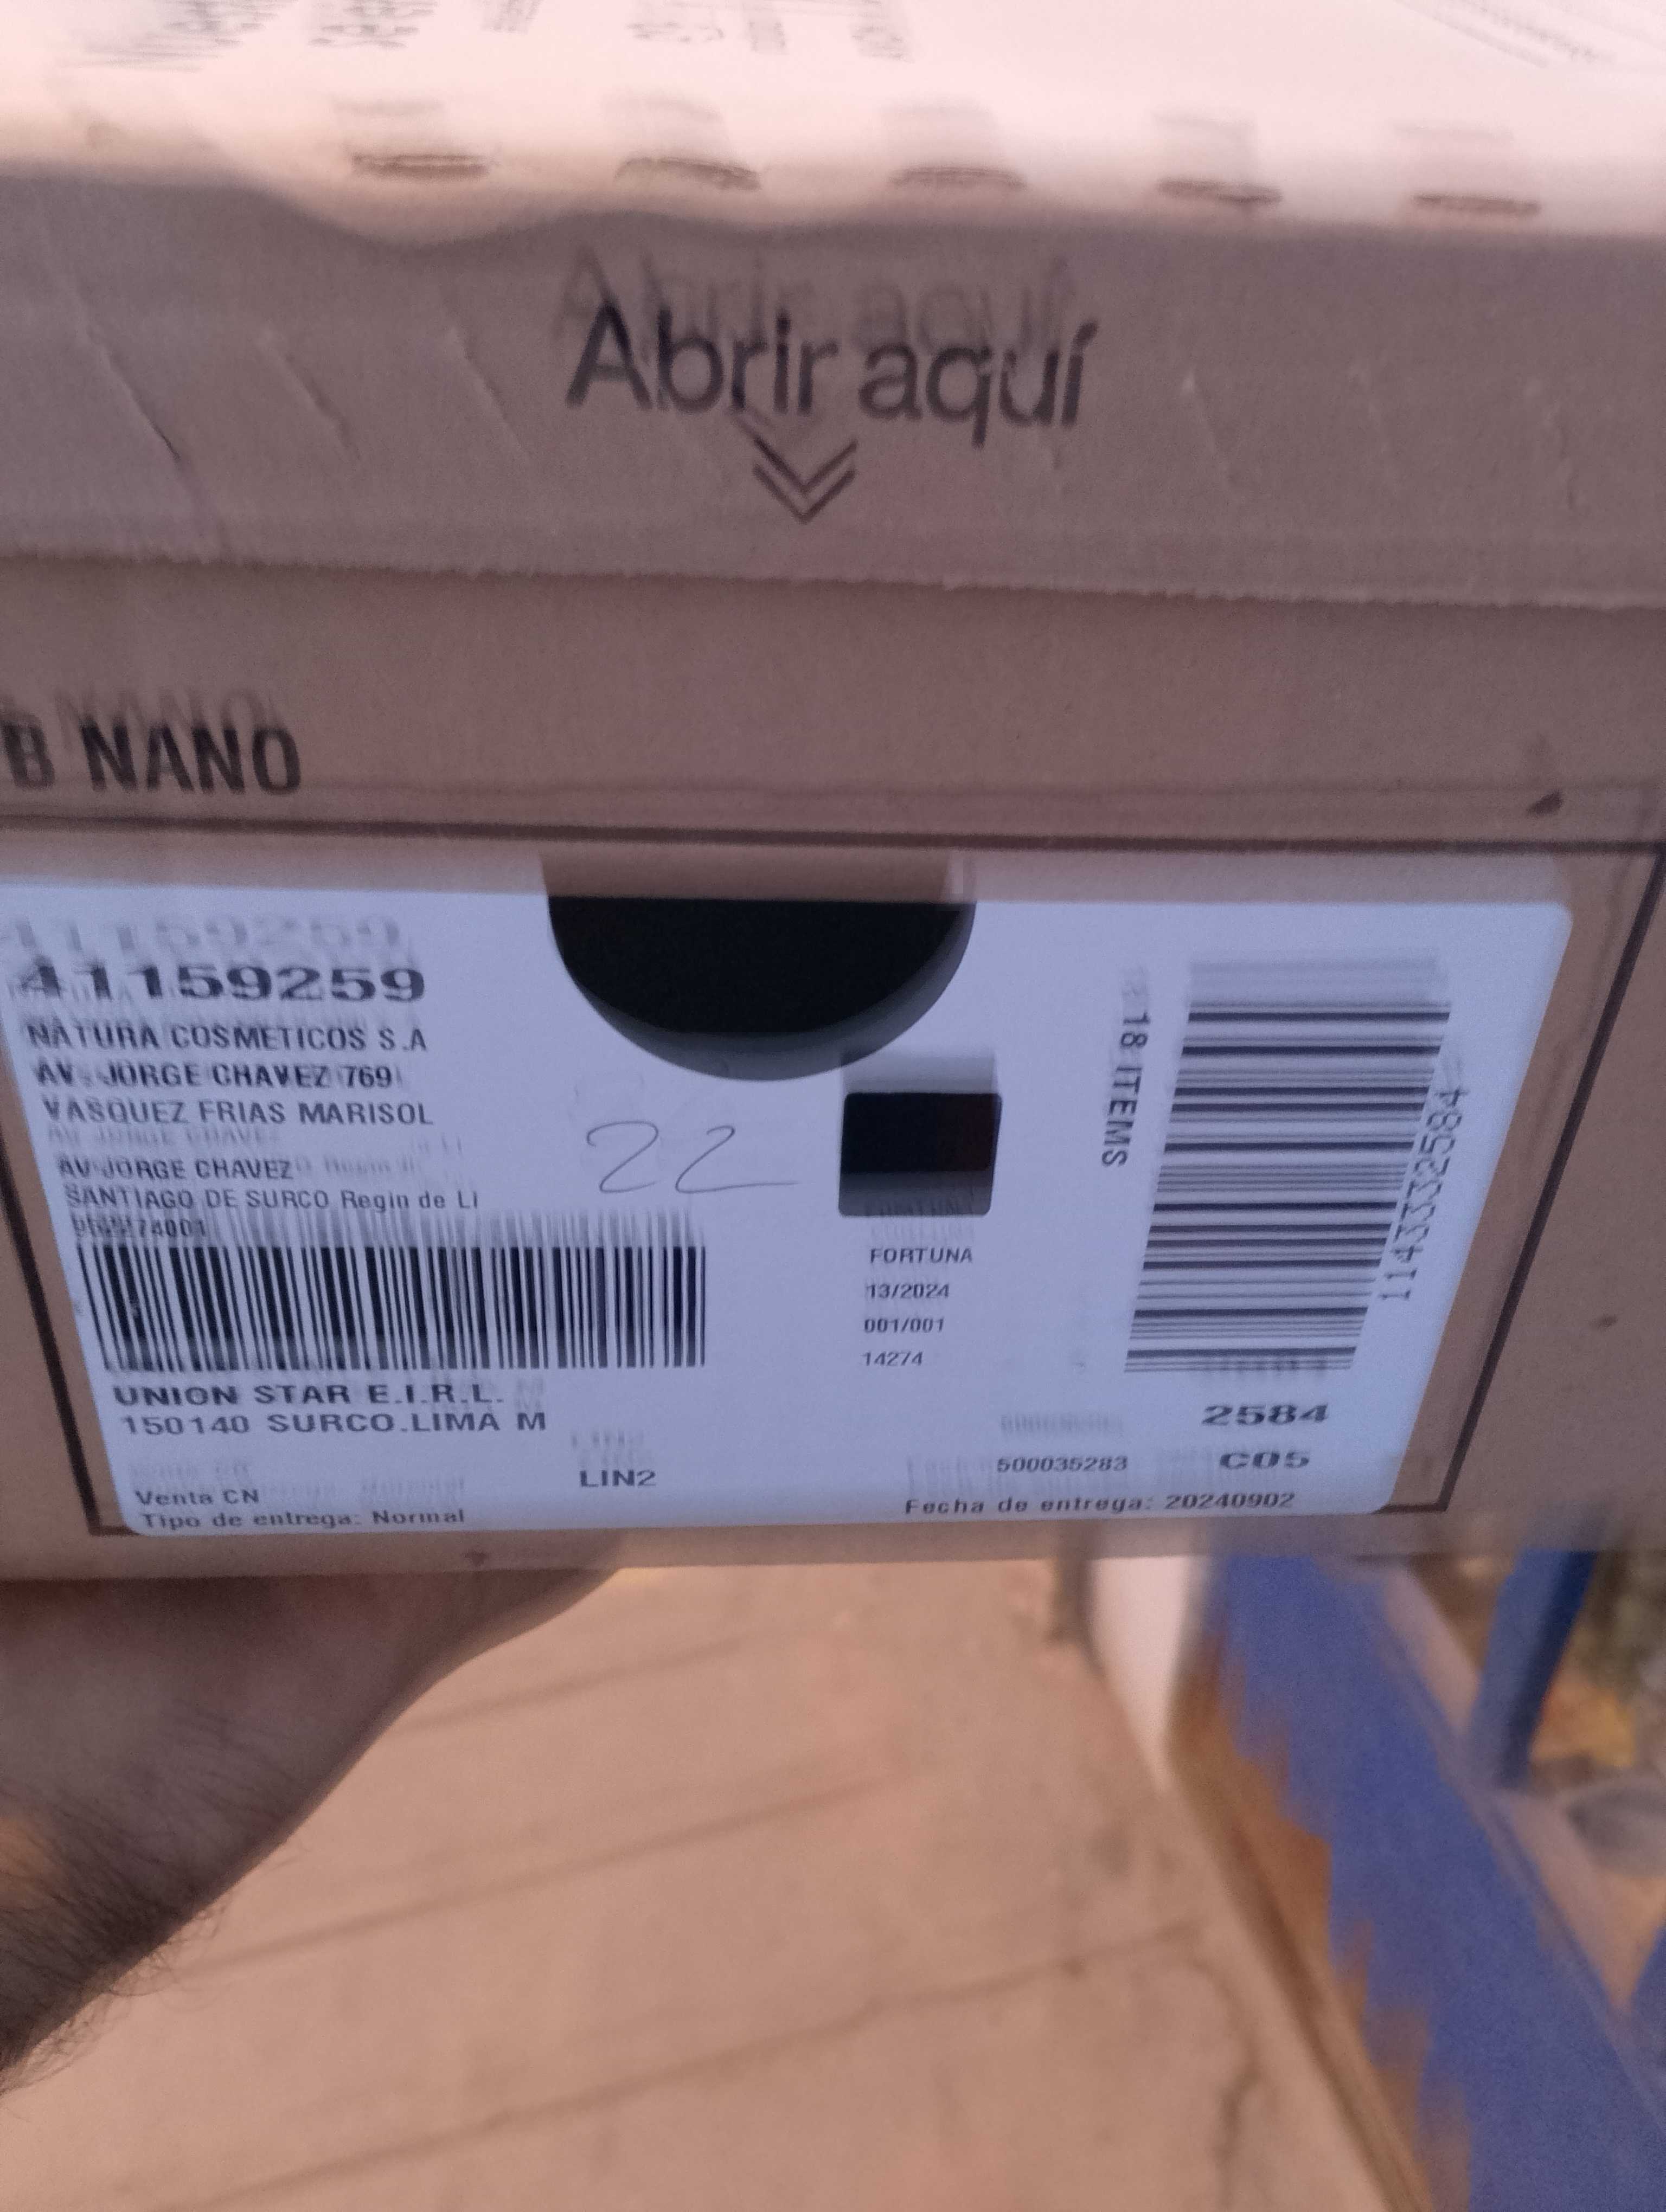 Abrir aquí
B NANO
41159259
NATURA COSMETICOS S.A
AV. JORGE CHAVEZ 769
VASQUEZ FRIAS MARISOL
AV JORGE CHAVEZ
SANTIAGO DE SURCO Regin de LI
22
18 ITEMS
FORTUNA
13/2024
001/001
14274
UNION STAR E.I.R.L.
150140 SURCO.LIMA M
2584
LIN2
500035283
C05
Venta CN
Tipo de entrega: Normal
Fecha de entrega: 20240902